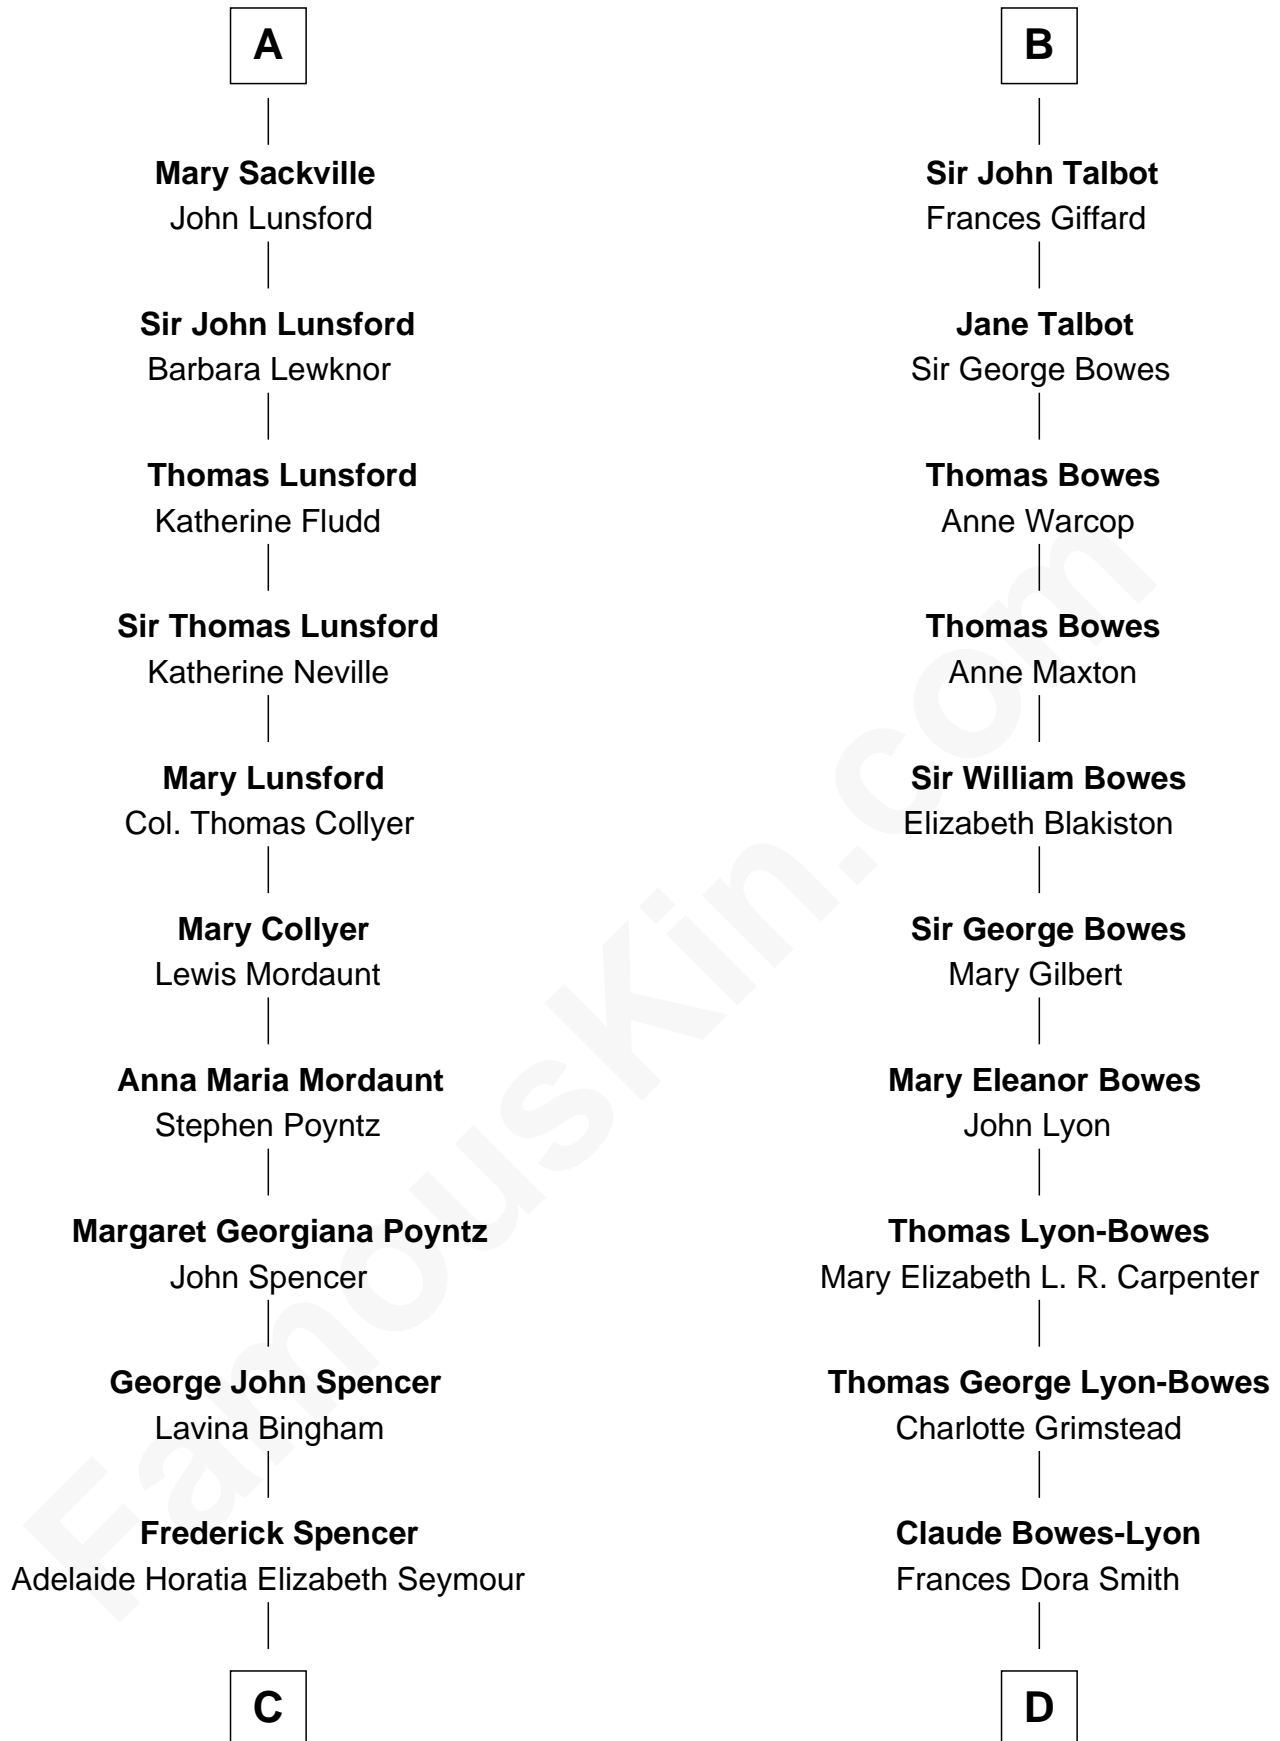 A
Mary Sackville
John Lunsford
Sir John Lunsford
Barbara Lewknor
Thomas Lunsford
Katherine Fludd
Sir Thomas Lunsford
Katherine Neville
Mary Lunsford
Col. Thomas Collyer
Mary Collyer
Lewis Mordaunt
Anna Maria Mordaunt
Stephen Poyntz
Margaret Georgiana Poyntz
John Spencer
George John Spencer
Lavina Bingham
Frederick Spencer
Adelaide Horatia Elizabeth Seymour
C
B
Sir John Talbot
Frances Giffard
Jane Talbot
Sir George Bowes
Thomas Bowes
Anne Warcop
Thomas Bowes
Anne Maxton
Sir William Bowes
Elizabeth Blakiston
Sir George Bowes
Mary Gilbert
Mary Eleanor Bowes
John Lyon
Thomas Lyon-Bowes
Mary Elizabeth L. R. Carpenter
Thomas George Lyon-Bowes
Charlotte Grimstead
Claude Bowes-Lyon
Frances Dora Smith
D
FamousKin.com